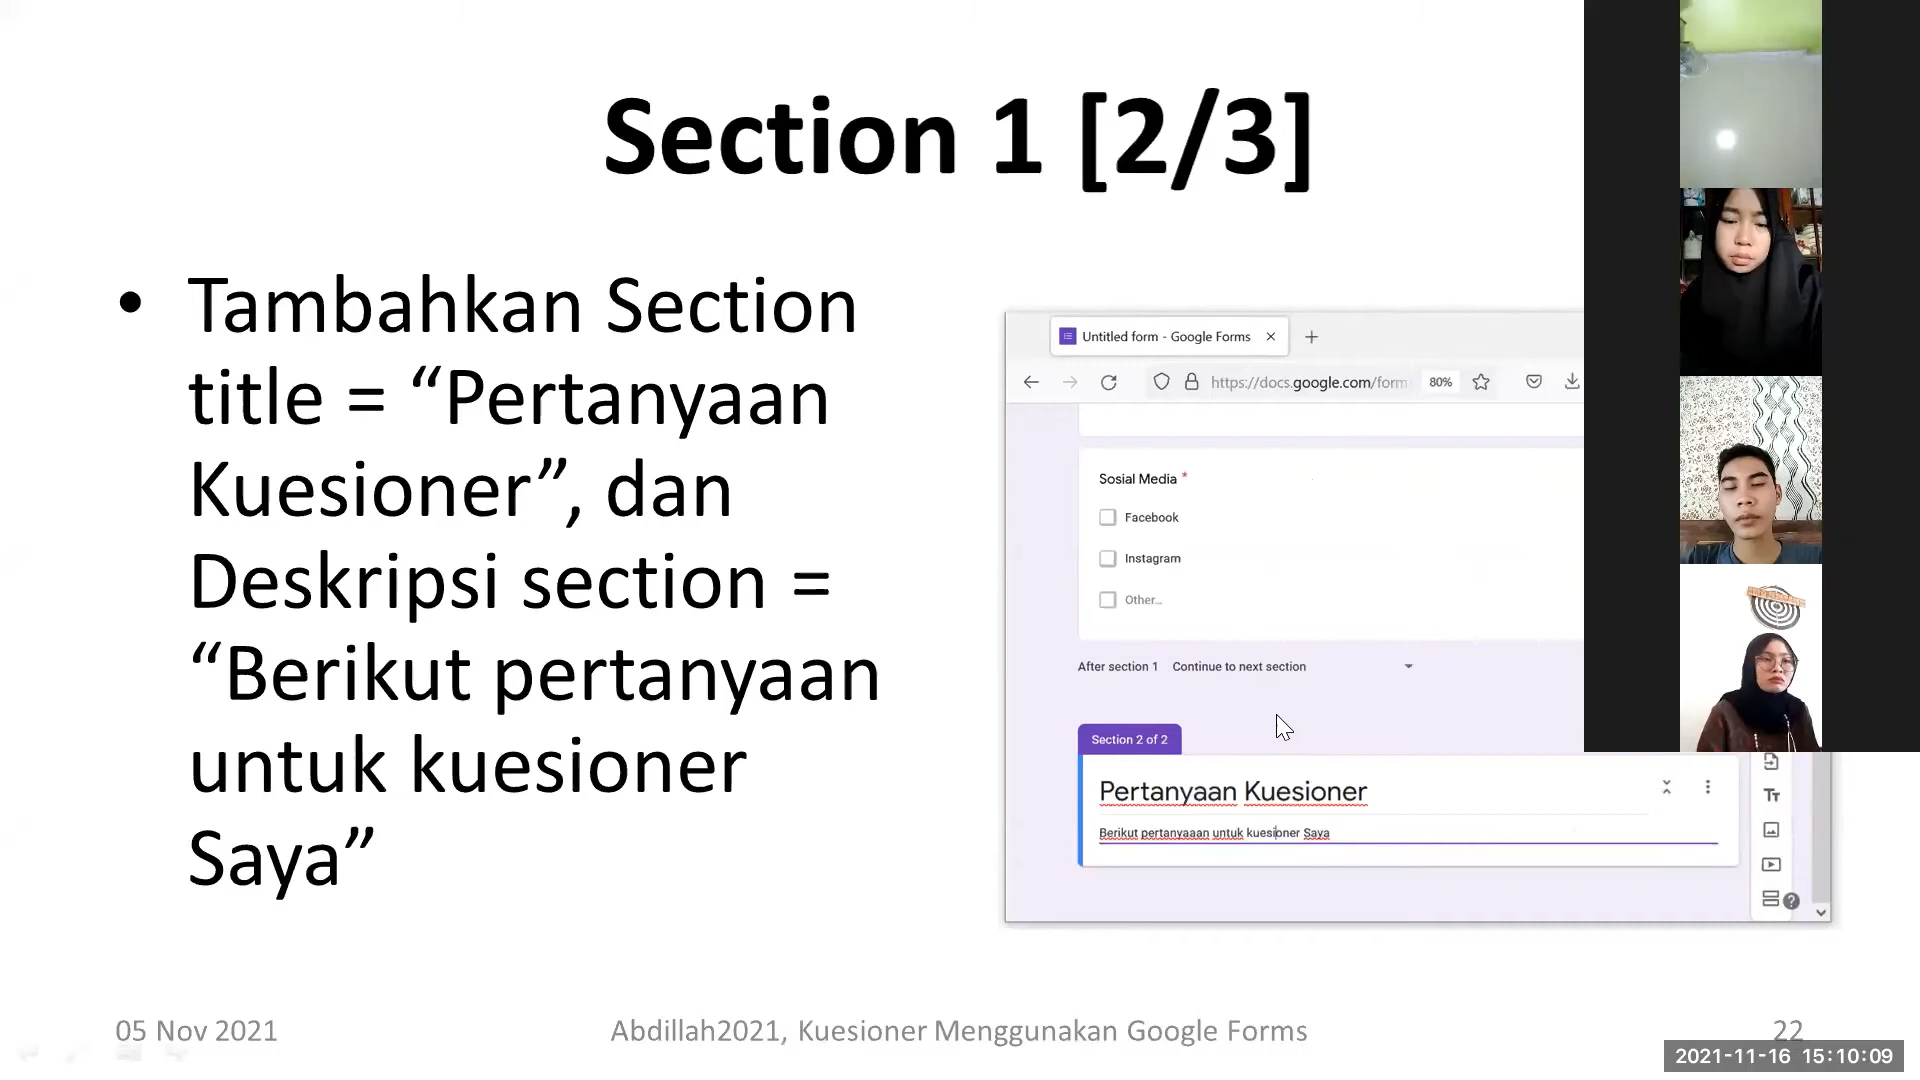 Section 1 [2/3]
• Tambahkan Section
title = “Pertanyaan
Kuesioner”, dan
Deskripsi section =
“Berikut pertanyaan
untuk kuesioner
Saya”
Untitled form - Google Forms
https://docs.google.com/form
80%
Sosial Media *
Facebook
Instagram
Other...
After section 1 Continue to next section
Section 2 of 2
Pertanyaan Kuesioner
Berikut pertanyaaan untuk kuesioner Saya
Tт
05 Nov 2021
Abdillah2021, Kuesioner Menggunakan Google Forms
22
2021-11-16 15:10:09